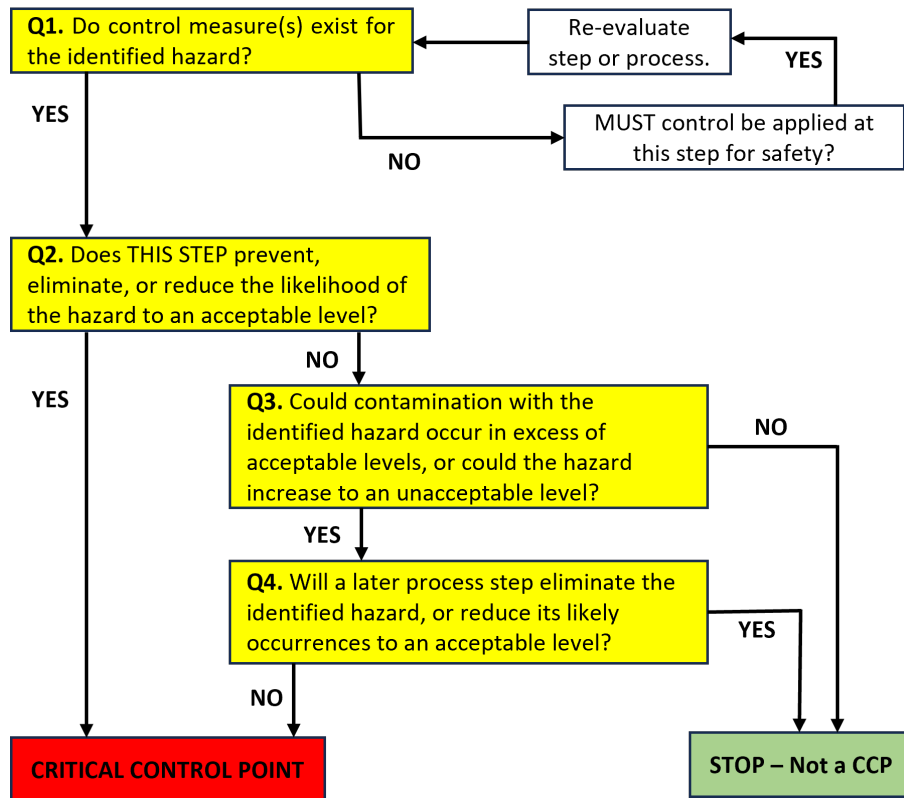 Q1. Do control measure(s) exist for
the identified hazard?
Re-evaluate
step or process.
YES
YES
MUST control be applied at
this step for safety?
NO
Q2. Does THIS STEP prevent,
eliminate, or reduce the likelihood of
the hazard to an acceptable level?
NO
YES
Q3. Could contamination with the
identified hazard occur in excess of
acceptable levels, or could the hazard
increase to an unacceptable level?
NO
YES
Q4. Will a later process step eliminate the
identified hazard, or reduce its likely
occurrences to an acceptable level?
YES
NO
CRITICAL CONTROL POINT
STOP – Not a CCP